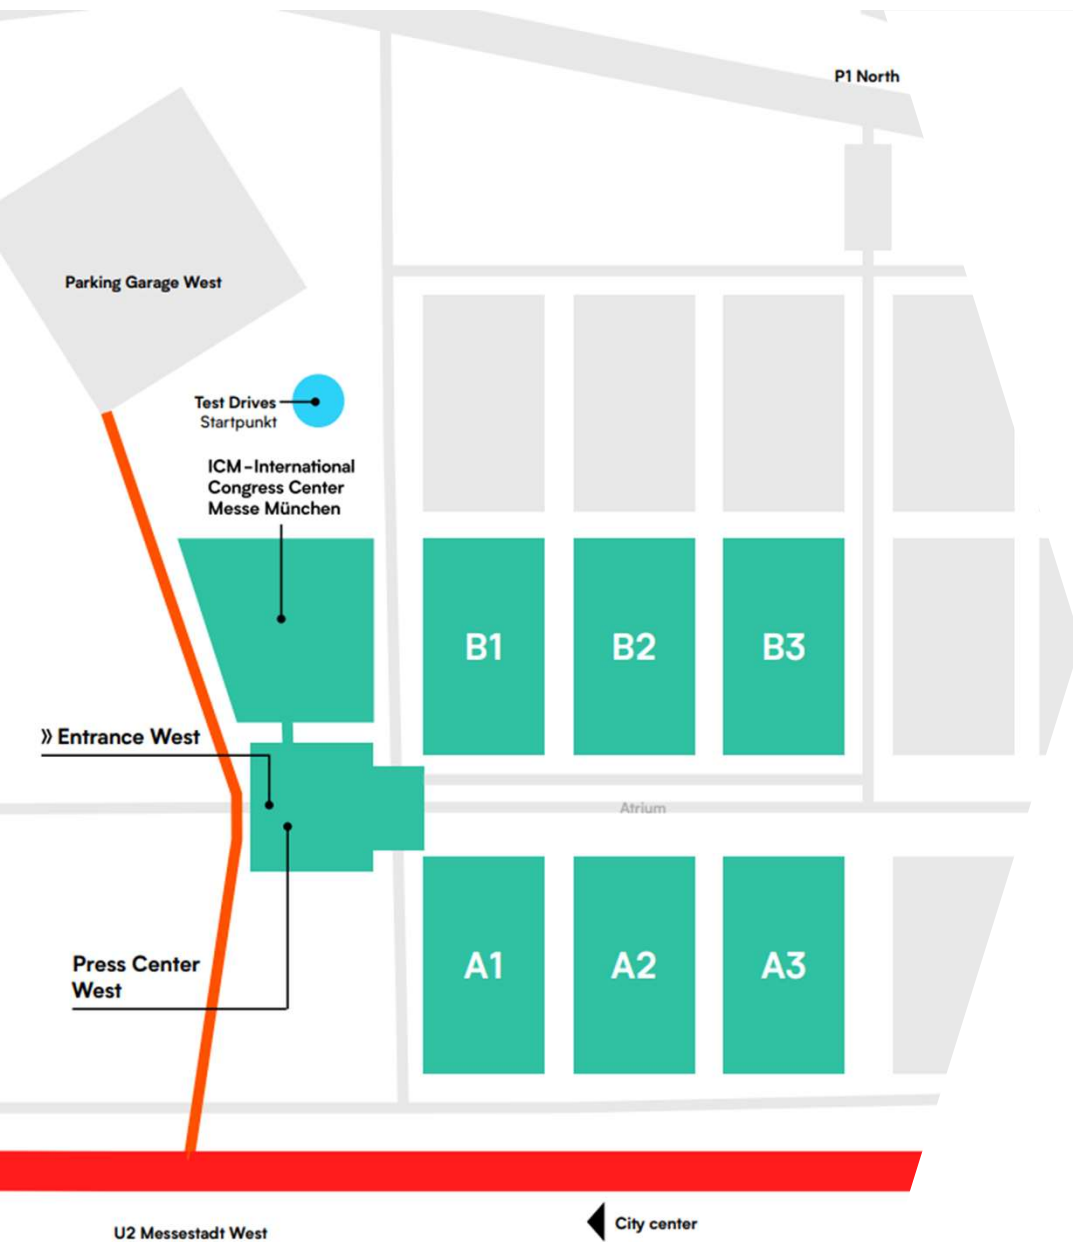 P1 North
Parking Garage West
Test Drives
Startpunkt
ICM–International
Congress Center
Messe München
B1 B2 B3
» Entrance West
Atrium
Press Center
West
A1 A2 A3
City center
U2 Messestadt West